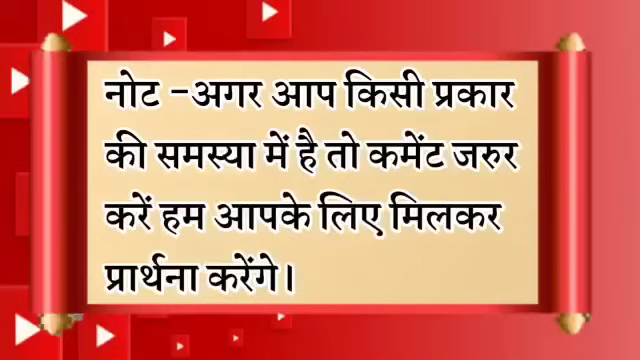 नोट -अगर आप किसी प्रकार
की समस्या में है तो कमेंट जरुर
करें हम आपके लिए मिलकर
प्रार्थना करेंगे।